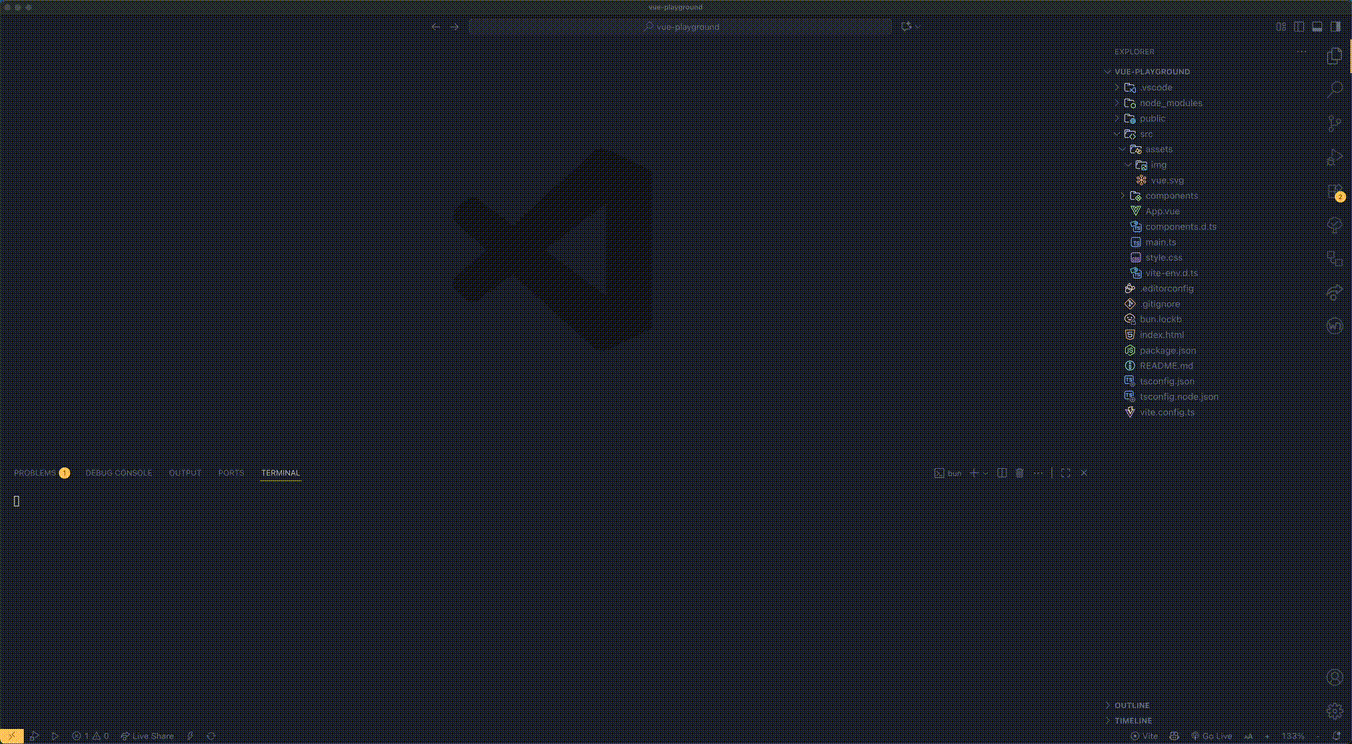 vue-playground
vue-playground
EXPLORER
VUE-PLAYGROUND
.vscode
node_modules
public
src
assets
img
vue.svg
components
App.vue
components.d.ts
main.ts
style.css
vite-env.d.ts
.editorconfig
.gitignore
bun.lockb
index.html
package.json
README.md
tsconfig.json
tsconfig.node.json
vite.config.ts
2
PROBLEMS 1 DEBUG CONSOLE OUTPUT PORTS TERMINAL
bun
OUTLINE
TIMELINE
1 0 Live Share
Vite Go Live AA + 133% -